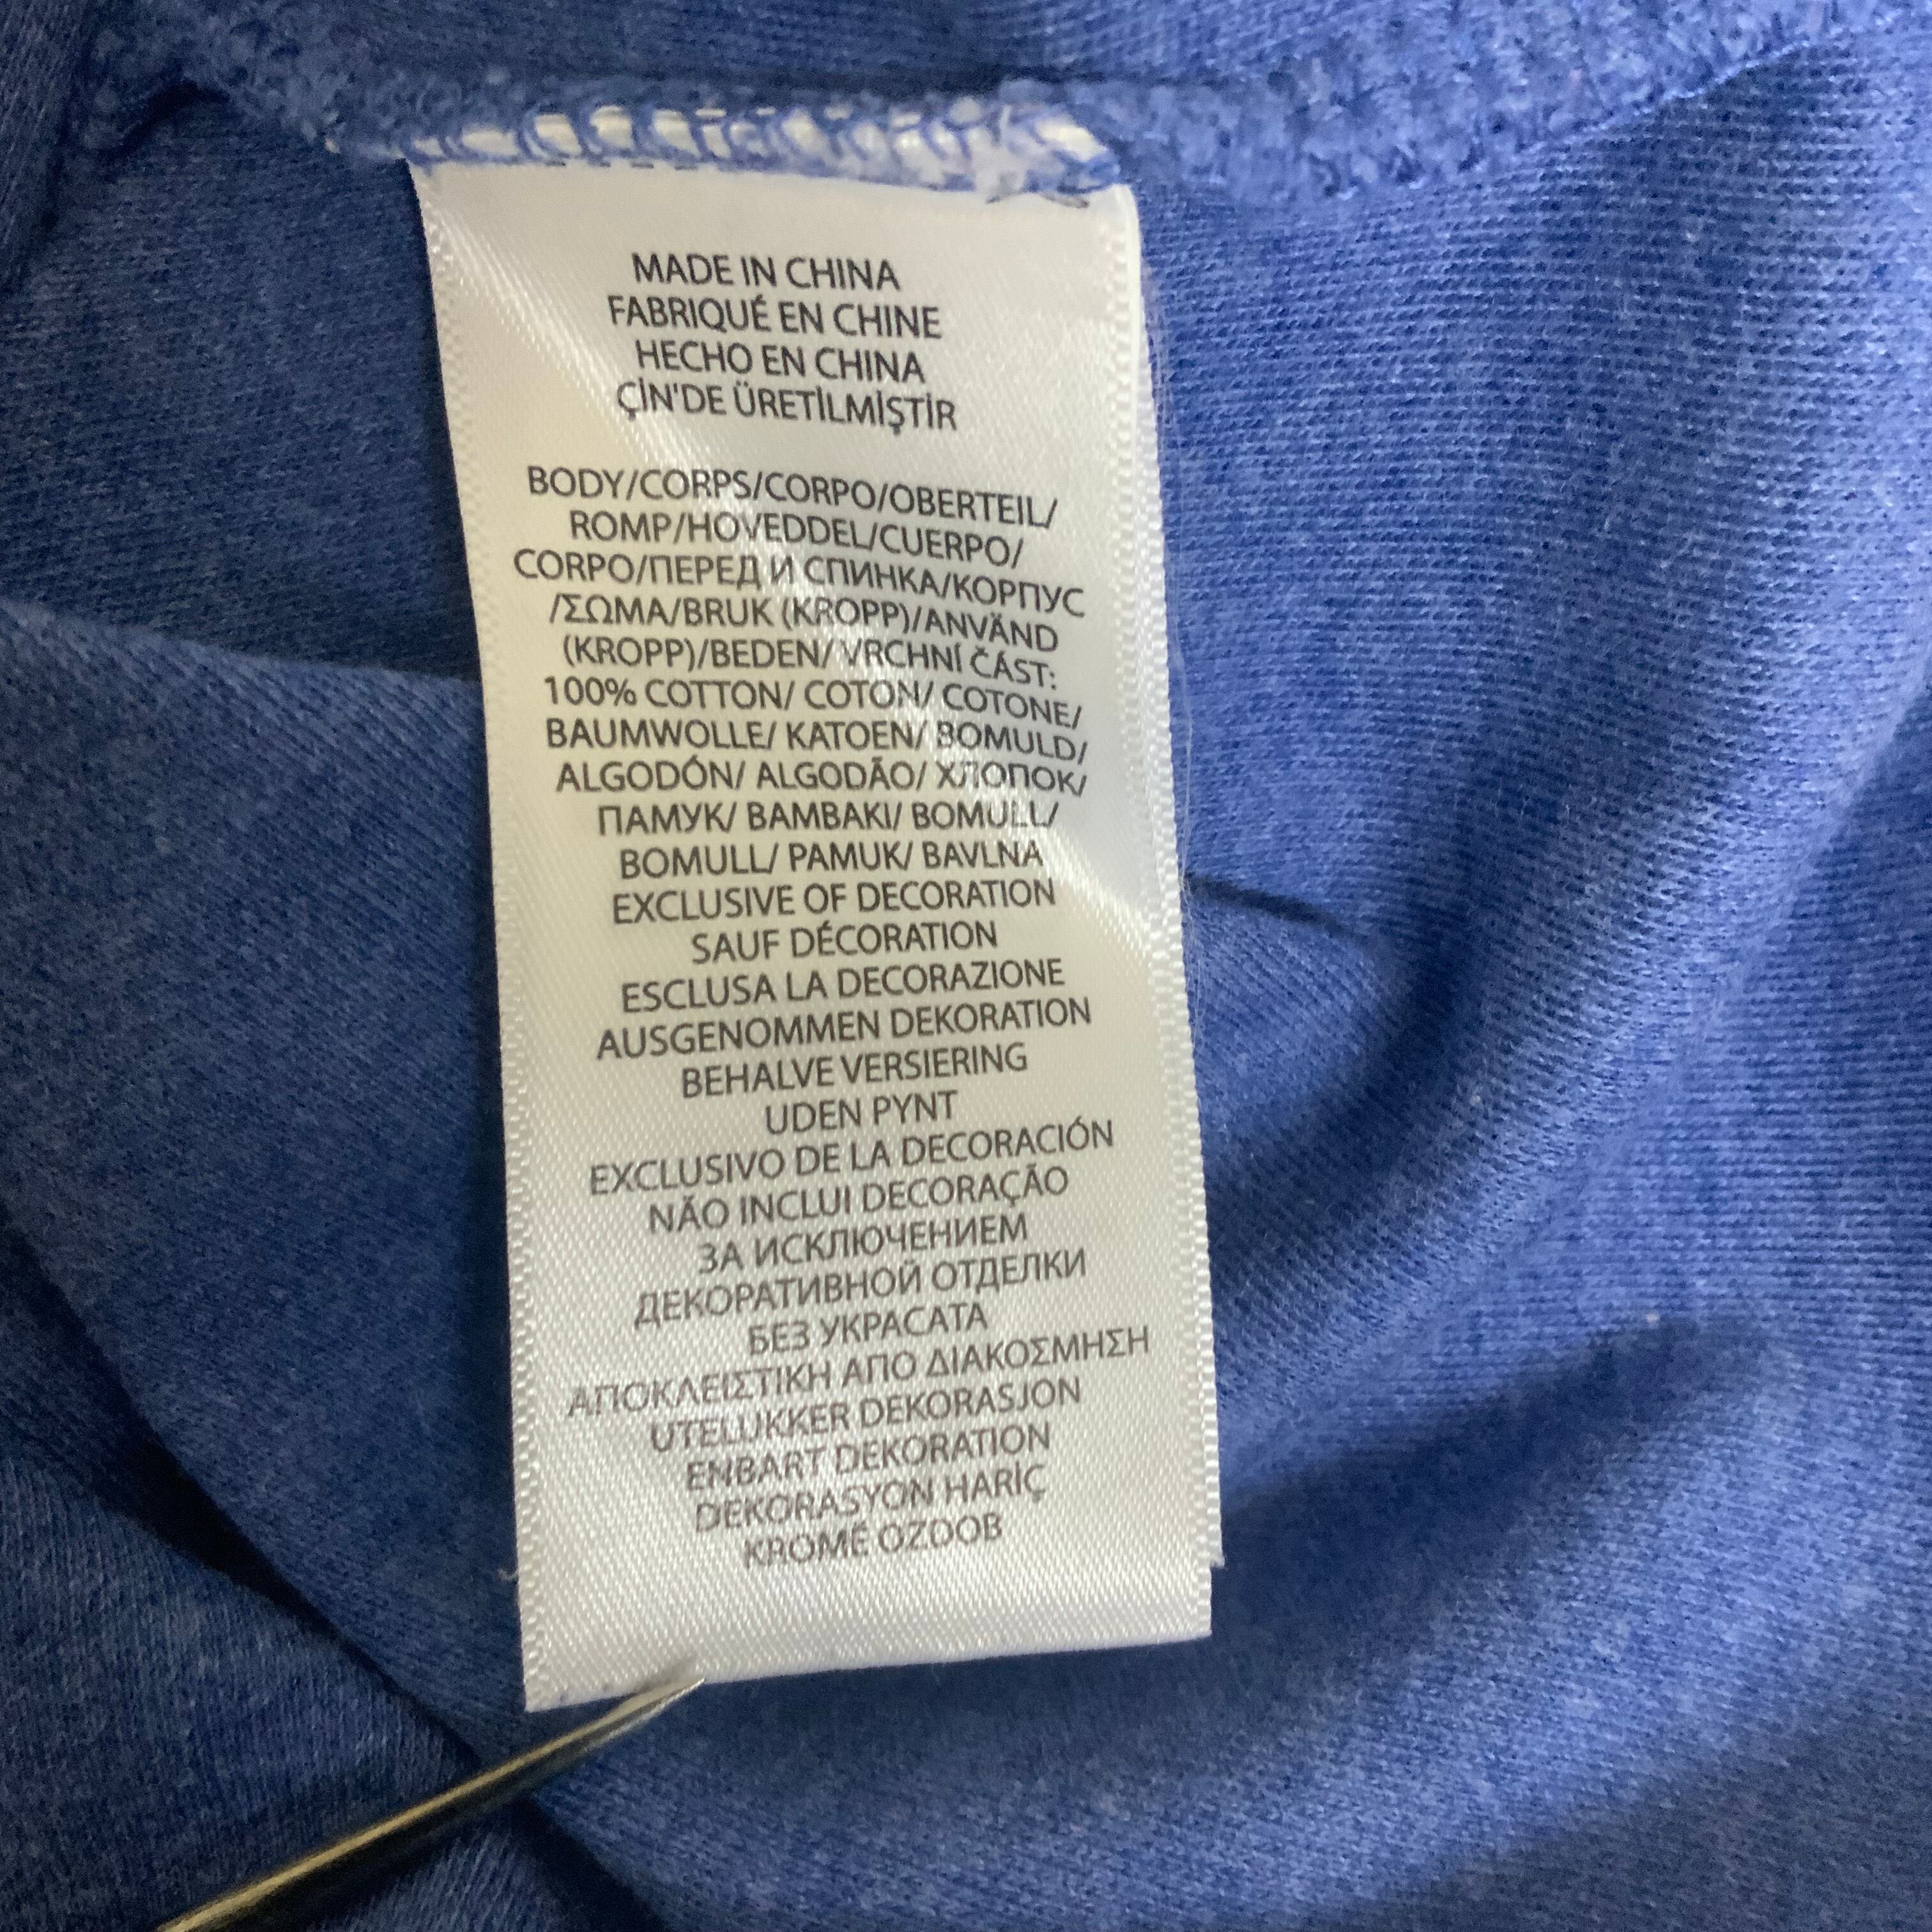 MADE IN CHINA
FABRIQUÉ EN CHINE
HECHO EN CHINA
ÇİN'DE ÜRETİLMİŞTİR
BODY/CORPS/CORPO/OBERTEIL/
ROMP/HOVEDDEL/CUERPO/
CORPO/ПЕРЕД И СПИНКА/КОРПУС
/ΣΩΜΑ/BRUK (KROPP)/ANVÄND
(KROPP)/BEDEN/ VRCHNÍ ČÁST:
100% COTTON/ COTON/ COTONE/
BAUMWOLLE/ KATOEN/ BOMULD/
ALGODÓN/ ALGODÃO/ ХЛОПОК/
ПАМУК/ ΒΑΜΒΑΚΙ/ BOMULL/
BOMULL/ PAMUK/ BAVLNA
EXCLUSIVE OF DECORATION
SAUF DÉCORATION
ESCLUSA LA DECORAZIONE
AUSGENOMMEN DEKORATION
BEHALVE VERSIERING
UDEN PYNT
EXCLUSIVO DE LA DECORACIÓN
NÃO INCLUI DECORAÇÃO
ЗА ИСКЛЮЧЕНИЕМ
ДЕКОРАТИВНОЙ ОТДЕЛКИ
БЕЗ УКРАСАТА
ΑΠΟΚΛΕΙΣΤΙΚΗ ΑΠΟ ΔΙΑΚΟΣΜΗΣΗ
UTELUKKER DEKORASJON
ENBART DEKORATION
DEKORASYON HARİÇ
KROMĚ OZDOB